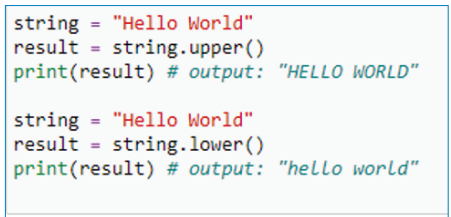 string = "Hello World"
result = string.upper()
print(result) # output: "HELLO WORLD"
string = "Hello World"
result = string.lower()
print(result) # output: "hello world"